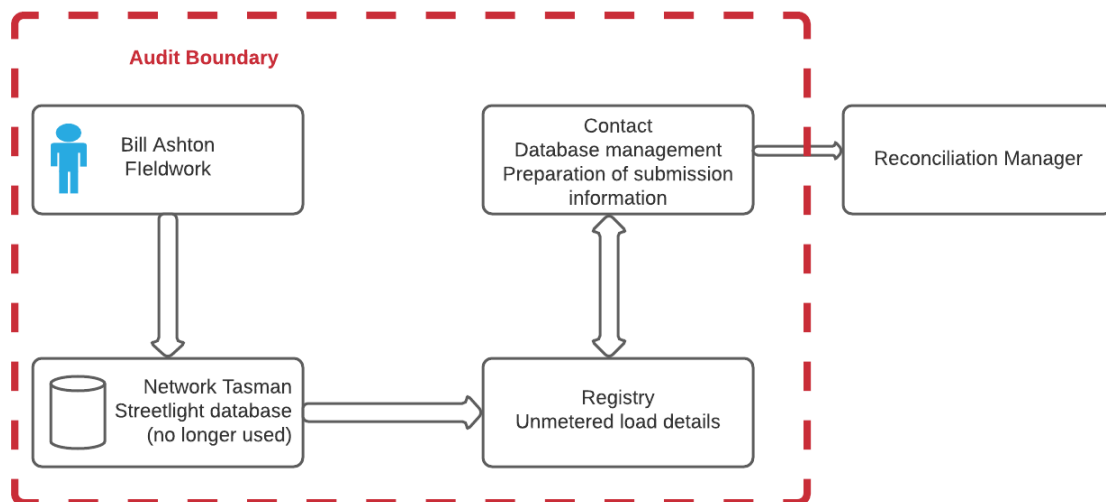 Audit Boundary
Bill Ashton
FIeldwork
Contact
Database management
Preparation of submission
information
Reconciliation Manager
Network Tasman
Streetlight database
(no longer used)
Registry
Unmetered load details